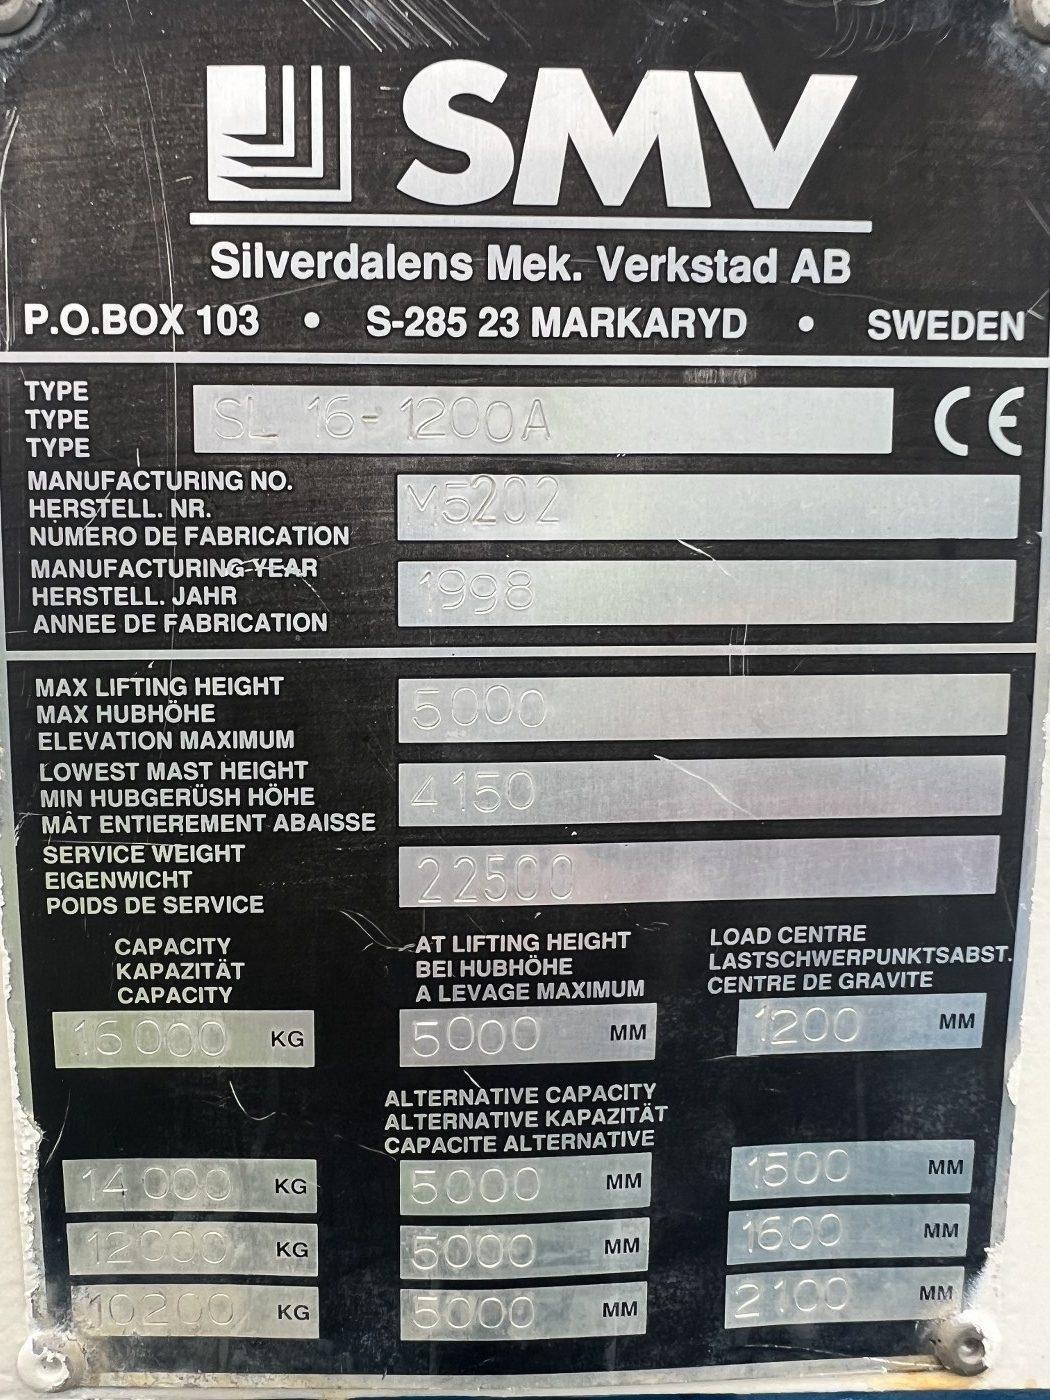 SMV
Silverdalens Mek. Verkstad AB
P.O.BOX 103 • S-285 23 MARKARYD • SWEDEN
TYPE
TYPE
TYPE
SL 16-1200A
CE
MANUFACTURING NO.
HERSTELL. NR.
NUMÉRO DE FABRICATION
M5202
MANUFACTURING YEAR
HERSTELL. JAHR
ANNEE DE FABRICATION
1998
MAX LIFTING HEIGHT
MAX HUBHÖHE
ELEVATION MAXIMUM
5000
LOWEST MAST HEIGHT
MIN HUBGERÜSH HÖHE
MÂT ENTIEREMENT ABAISSE
4150
SERVICE WEIGHT
EIGENWICHT
POIDS DE SERVICE
22500
CAPACITY
KAPAZITÄT
CAPACITY
AT LIFTING HEIGHT
BEI HUBHÖHE
A LEVAGE MAXIMUM
LOAD CENTRE
LASTSCHWERPUNKTSABST.
CENTRE DE GRAVITE
16000 KG 5000 MM 1200 MM
ALTERNATIVE CAPACITY
ALTERNATIVE KAPAZITÄT
CAPACITE ALTERNATIVE
14000 KG 5000 MM 1500 MM
12000 KG 5000 MM 1600 MM
10200 KG 5000 MM 2100 MM